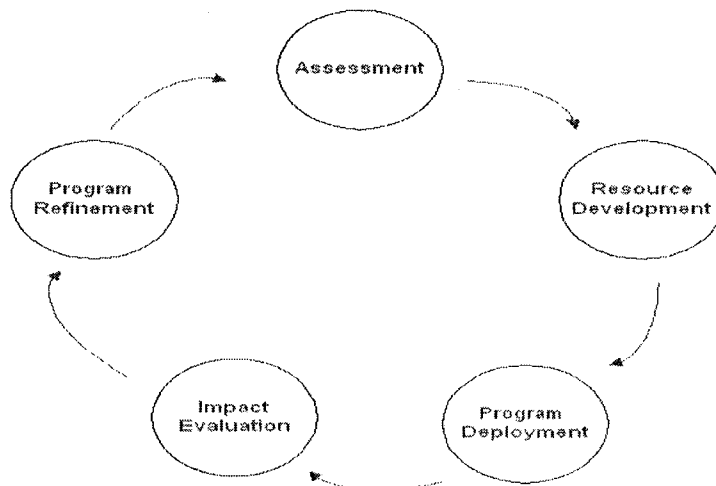 Assessment
Resource
Development
Program
Deployment
Impact
Evaluation
Program
Refinement